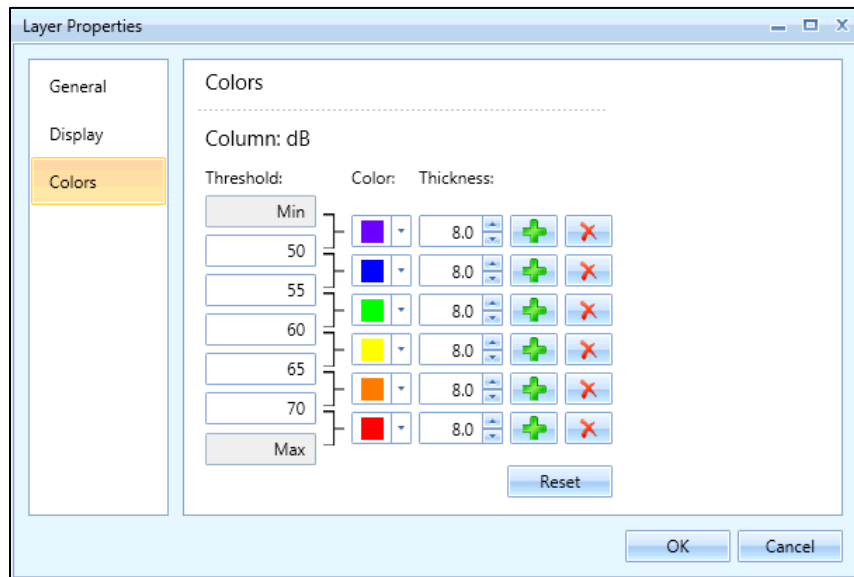 Layer Properties
General
Display
Colors
Colors
Column: dB
Threshold: Color: Thickness:
Min
8.0
50
8.0
55
8.0
60
8.0
65
8.0
70
8.0
Max
Reset
OK Cancel